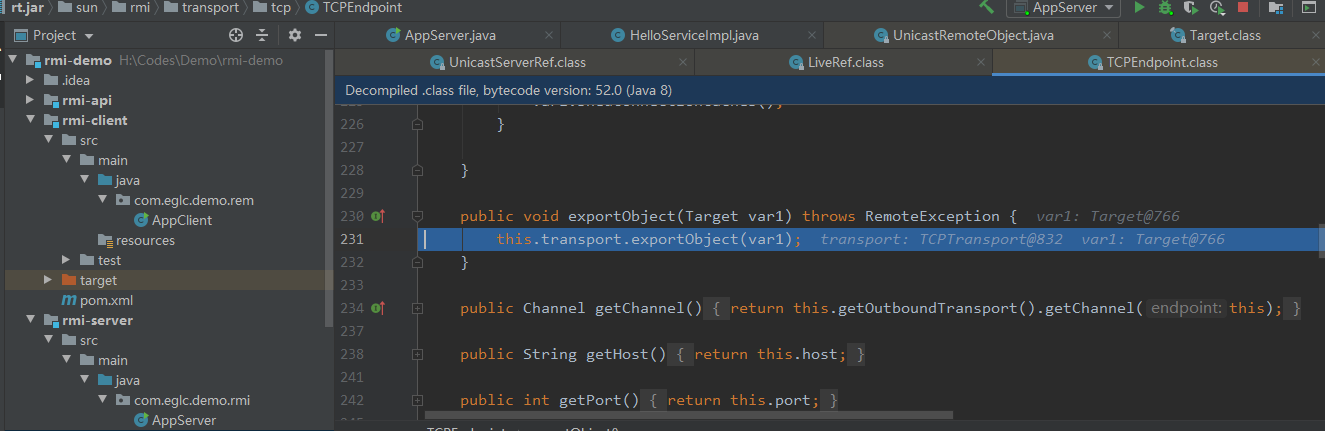 rt.jar sun rmi transport tcp TCPEndpoint
AppServer
Project
rmi-demo H:\Codes\Demo\rmi-demo
.idea
rmi-api
rmi-client
src
main
java
com.eglc.demo.rem
AppClient
resources
test
target
pom.xml
rmi-server
src
main
java
com.eglc.demo.rmi
AppServer
AppServer.java HelloServiceImpl.java UnicastRemoteObject.java Target.class
UnicastServerRef.class LiveRef.class TCPEndpoint.class
Decompiled .class file, bytecode version: 52.0 (Java 8)
226 }
227
228 }
229
230 public void exportObject(Target var1) throws RemoteException { var1: Target@766
231 this.transport.exportObject(var1); transport: TCPTransport@832 var1: Target@766
232 }
233
234 public Channel getChannel() { return this.getOutboundTransport().getChannel( endpoint: this); }
237
238 public String getHost() { return this.host; }
241
242 public int getPort() { return this.port; }